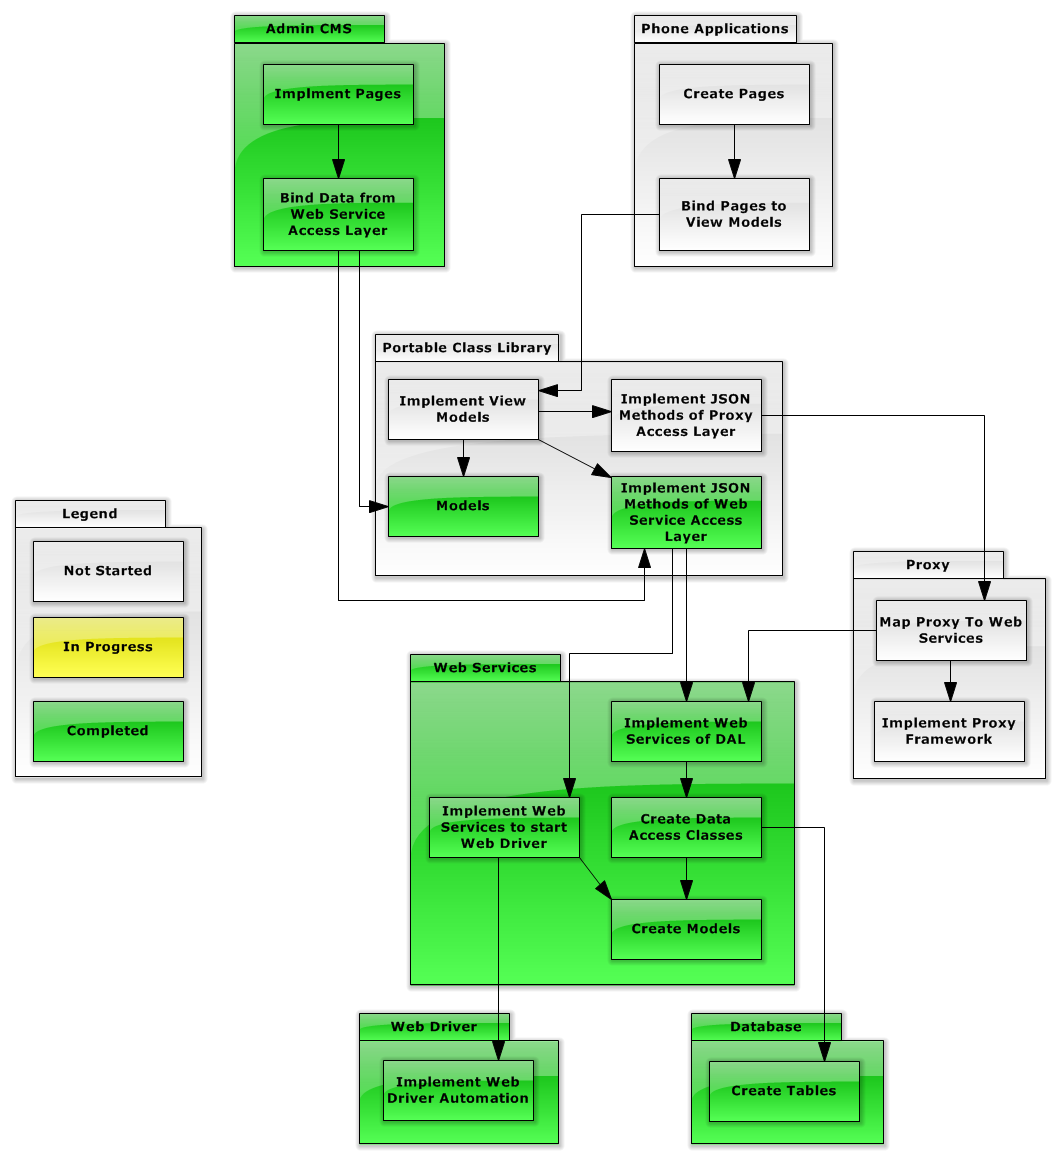 Admin CMS
Implment Pages
Bind Data from
Web Service
Access Layer
Phone Applications
Create Pages
Bind Pages to
View Models
Portable Class Library
Implement View
Models
Implement JSON
Methods of Proxy
Access Layer
Models
Implement JSON
Methods of Web
Service Access
Layer
Legend
Not Started
In Progress
Completed
Proxy
Map Proxy To Web
Services
Implement Proxy
Framework
Web Services
Implement Web
Services of DAL
Implement Web
Services to start
Web Driver
Create Data
Access Classes
Create Models
Web Driver
Implement Web
Driver Automation
Database
Create Tables